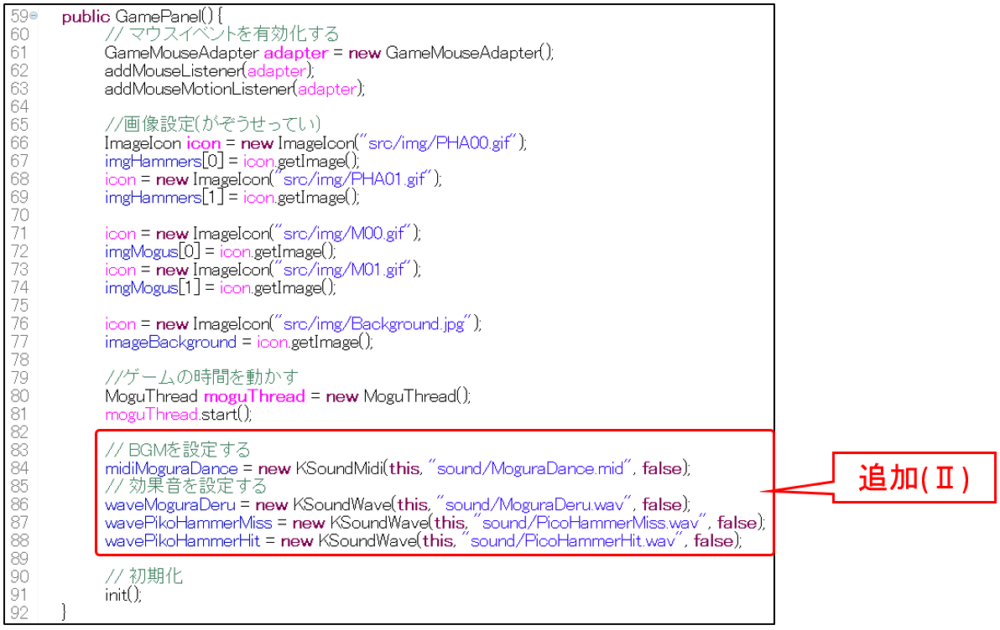 59 public GamePanel() {
60 // マウスイベントを有効化する
61 GameMouseAdapter adapter = new GameMouseAdapter();
62 addMouseListener(adapter);
63 addMouseMotionListener(adapter);
64
65 //画像設定(がぞうせってい)
66 ImageIcon icon = new ImageIcon("src/img/PHA00.gif");
67 imgHammers[0] = icon.getImage();
68 icon = new ImageIcon("src/img/PHA01.gif");
69 imgHammers[1] = icon.getImage();
70
71 icon = new ImageIcon("src/img/M00.gif");
72 imgMogus[0] = icon.getImage();
73 icon = new ImageIcon("src/img/M01.gif");
74 imgMogus[1] = icon.getImage();
75
76 icon = new ImageIcon("src/img/Background.jpg");
77 imageBackground = icon.getImage();
78
79 //ゲームの時間を動かす
80 MoguThread moguThread = new MoguThread();
81 moguThread.start();
82
83 // BGMを設定する
84 midiMoguraDance = new KSoundMidi(this, "sound/MoguraDance.mid", false);
85 // 効果音を設定する
86 waveMoguraDeru = new KSoundWave(this, "sound/MoguraDeru.wav", false);
87 wavePikoHammerMiss = new KSoundWave(this, "sound/PicoHammerMiss.wav", false);
88 wavePikoHammerHit = new KSoundWave(this, "sound/PicoHammerHit.wav", false);
89
90 // 初期化
91 init();
92 }
追加(Ⅱ)